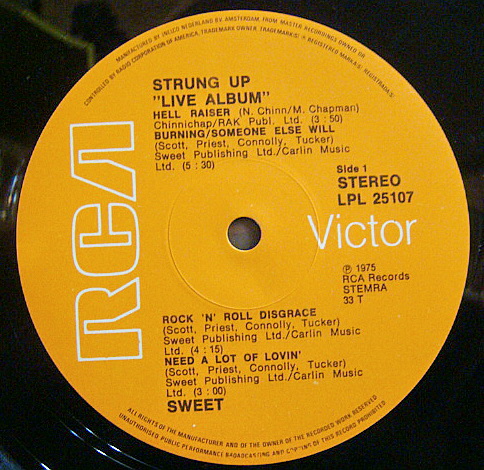 MANUFACTURED BY INELCO NEDERLAND BV, AMSTERDAM, FROM MASTER RECORDINGS OWNED OR
CONTROLLED BY RADIO CORPORATION OF AMERICA, TRADEMARK OWNER. TRADEMARKS ® REGISTERED MARKAS/ REGISTRADAS/
STRUNG UP
"LIVE ALBUM"
HELL RAISER (N. Chinn/M. Chapman)
Chinnichap/RAK Publ. Ltd. (3 : 50)
BURNING/SOMEONE ELSE WILL
(Scott, Priest, Connolly, Tucker)
Sweet Publishing Ltd./Carlin Music
Ltd. (5 : 30)
Side 1
STEREO
LPL 25107
RCA
Victor
℗ 1975
RCA Records
STEMRA
33 T
ROCK 'N' ROLL DISGRACE
(Scott, Priest, Connolly, Tucker)
Sweet Publishing Ltd./Carlin Music
Ltd. (4 : 15)
NEED A LOT OF LOVIN'
(Scott, Priest, Connolly, Tucker)
Sweet Publishing Ltd./Carlin Music
Ltd. (3 : 00)
SWEET
ALL RIGHTS OF THE MANUFACTURER AND OF THE OWNER OF THE RECORDED WORK RESERVED
UNAUTHORISED PUBLIC PERFORMANCE BROADCASTING AND COPYING OF THIS RECORD PROHIBITED